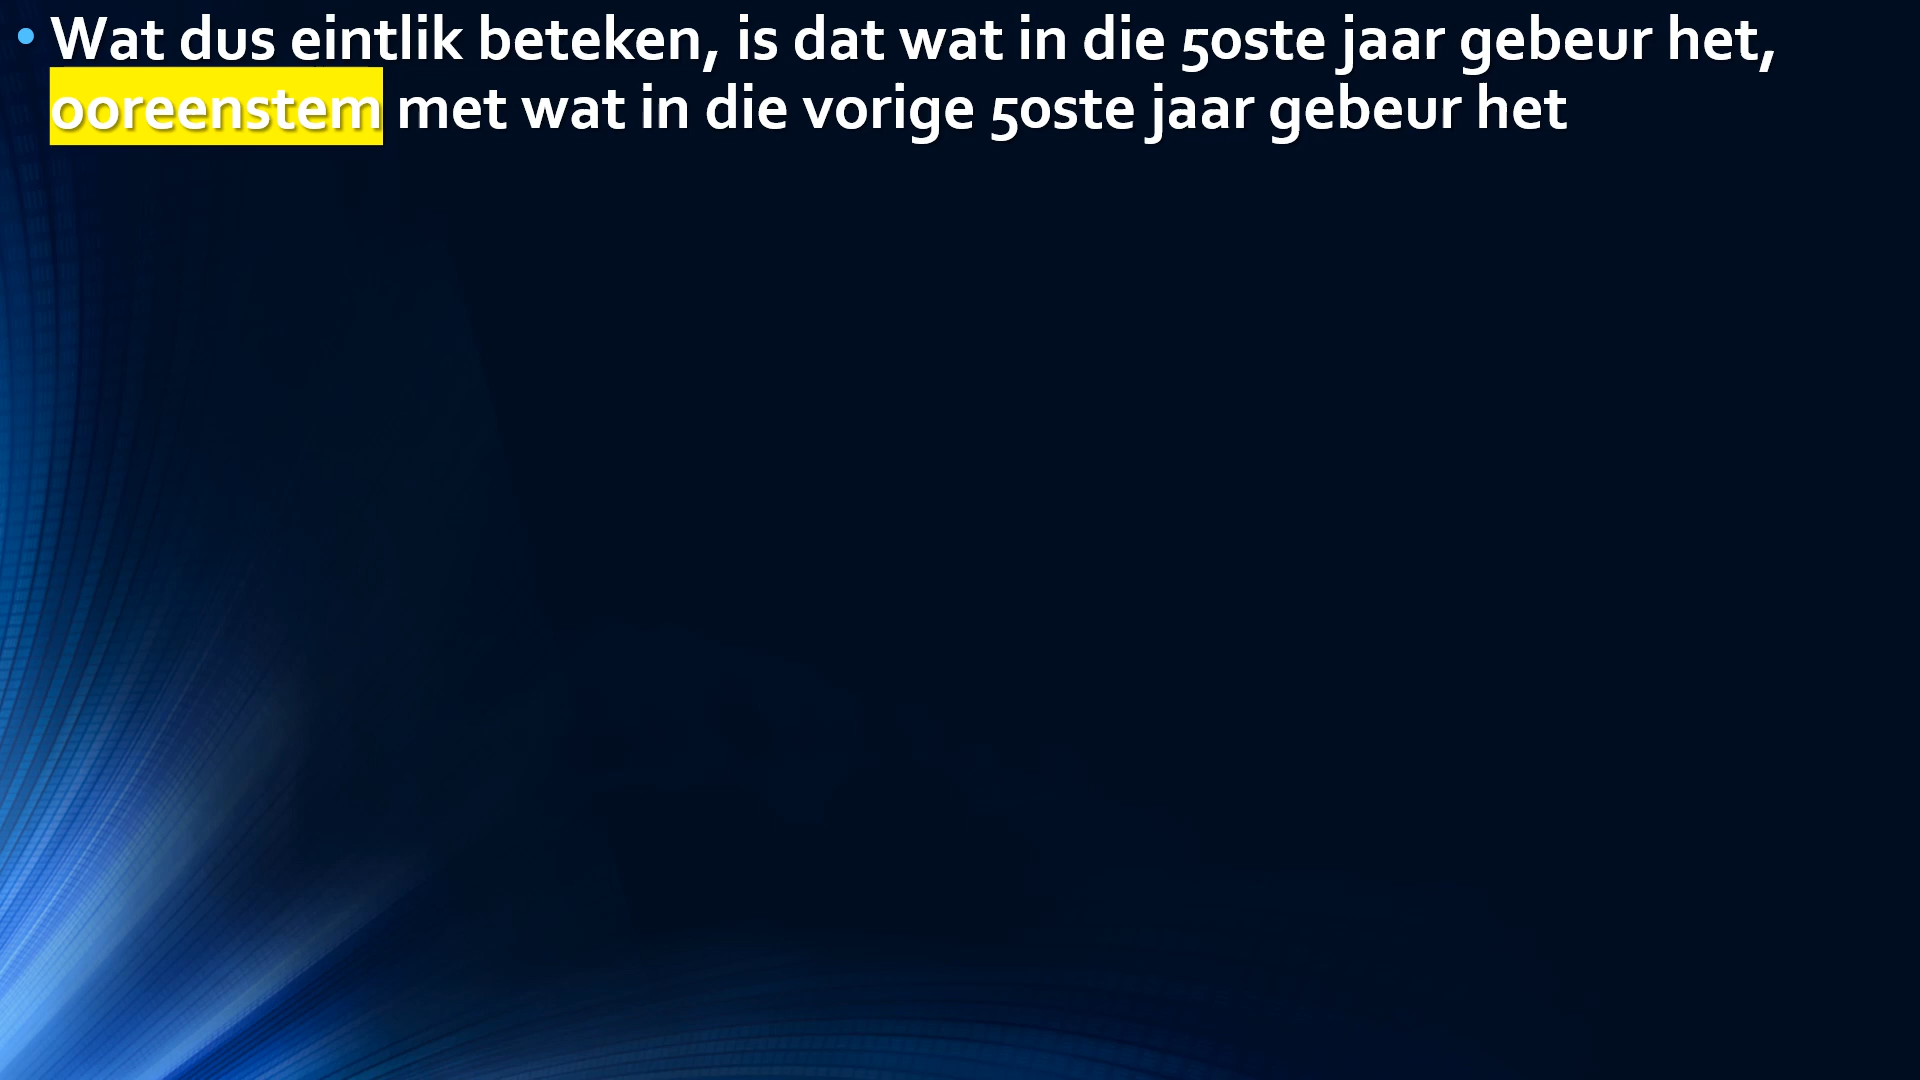 • Wat dus eintlik beteken, is dat wat in die 50ste jaar gebeur het,
ooreenstem met wat in die vorige 50ste jaar gebeur het